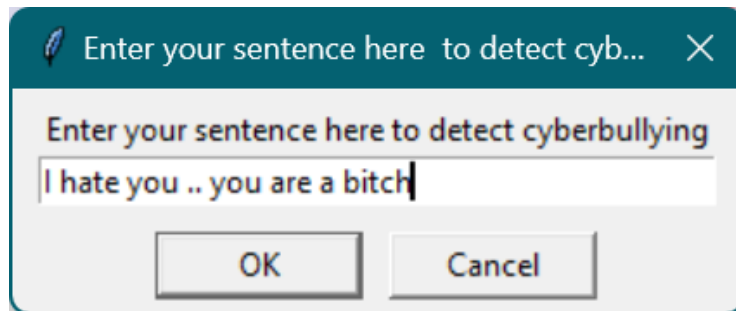 Enter your sentence here  to detect cyb...
Enter your sentence here to detect cyberbullying
I hate you .. you are a bitch
OK Cancel